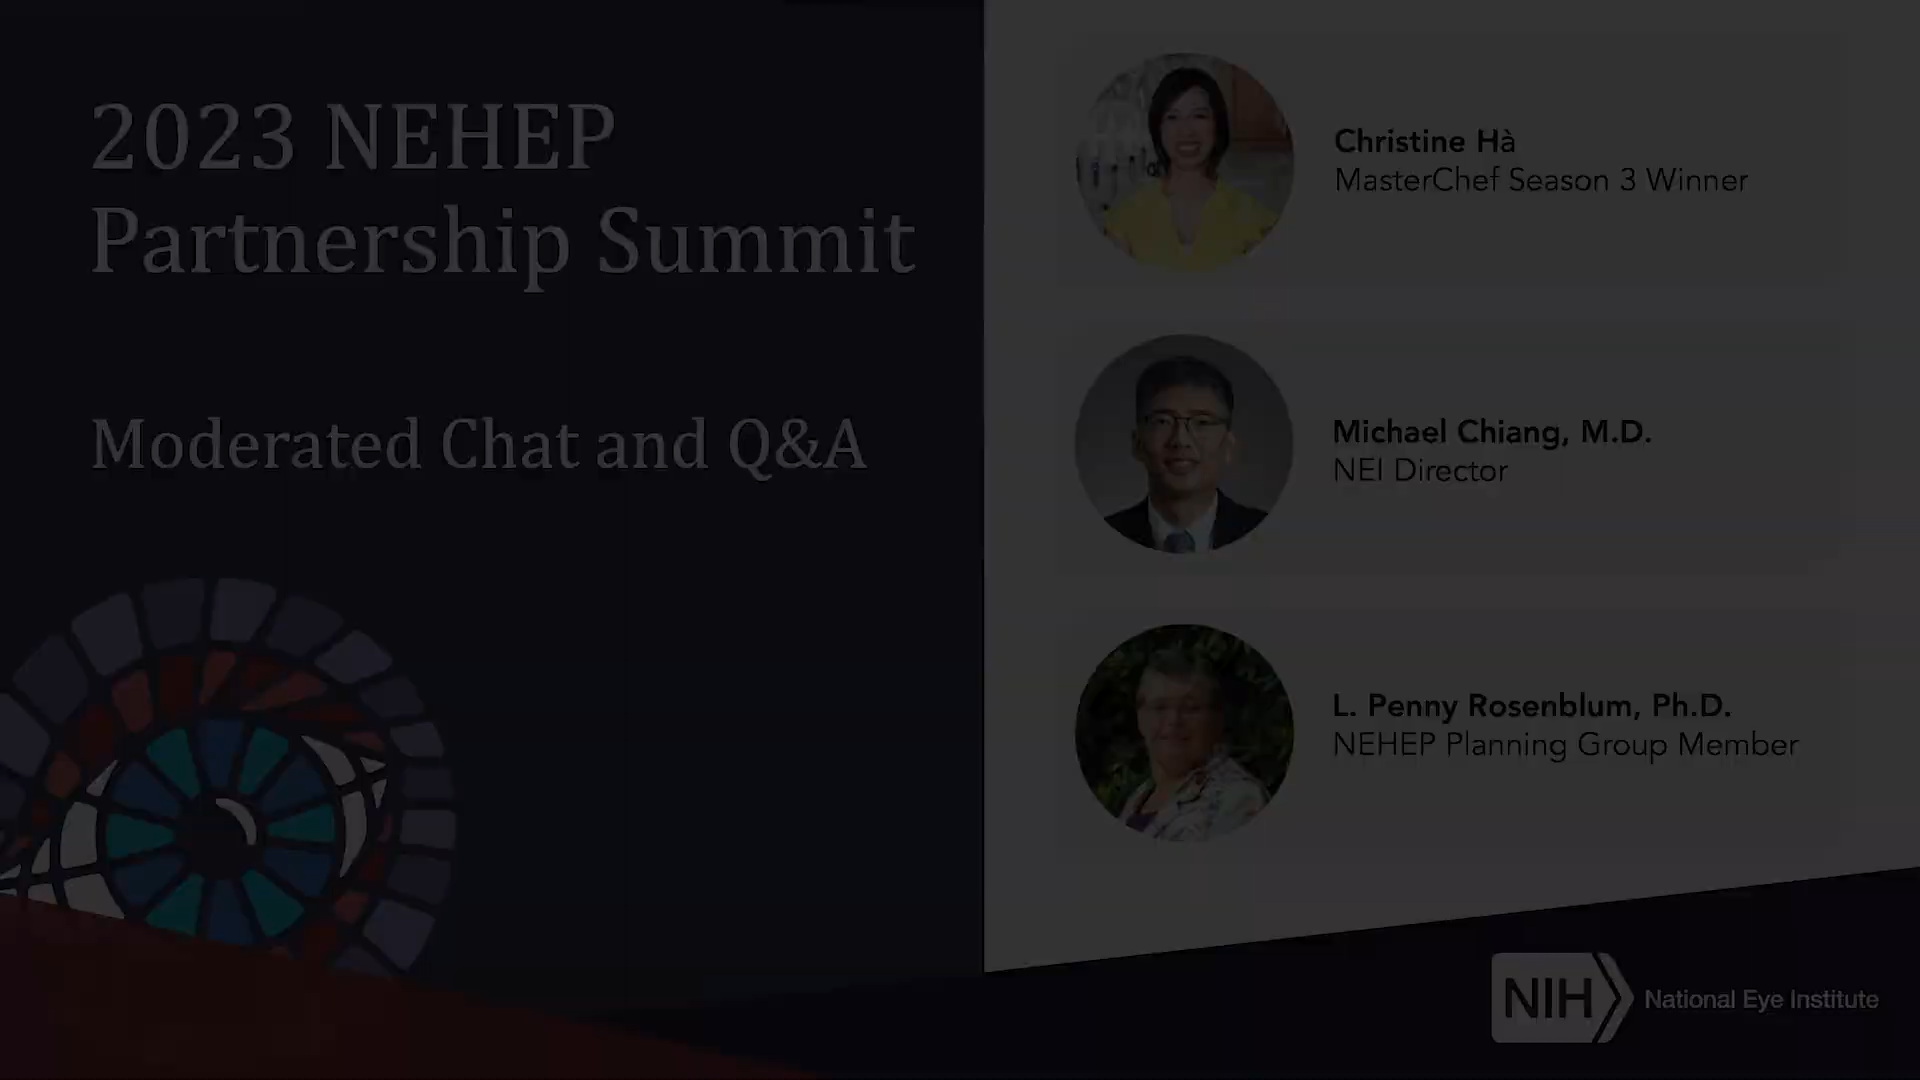 2023 NEHEP
Partnership Summit
Moderated Chat and Q&A
Christine Hà
MasterChef Season 3 Winner
Michael Chiang, M.D.
NEI Director
L. Penny Rosenblum, Ph.D.
NEHEP Planning Group Member
NIH National Eye Institute